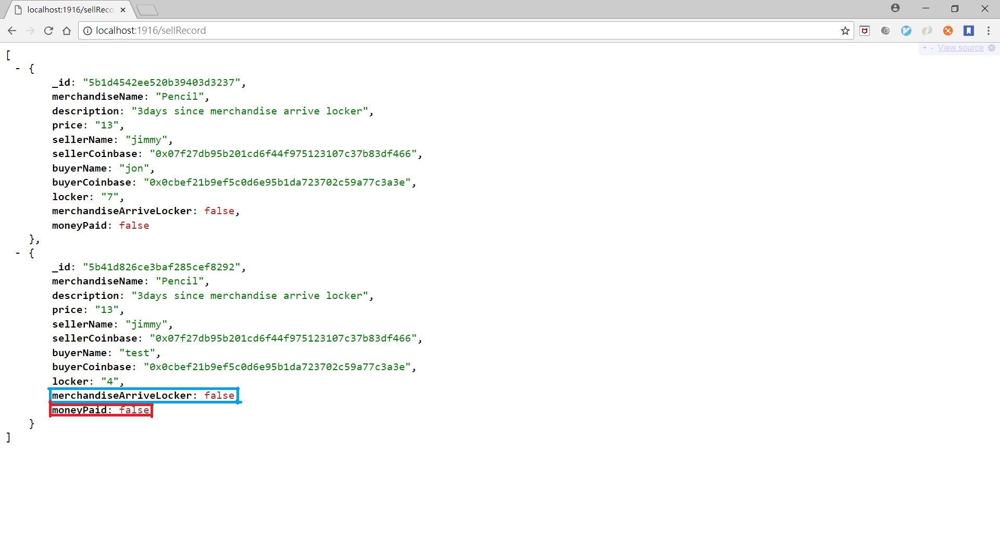 localhost:1916/sellReco
localhost:1916/sellRecord
+ - View source
[
- {
_id: "5b1d4542ee520b39403d3237",
merchandiseName: "Pencil",
description: "3days since merchandise arrive locker",
price: "13",
sellerName: "jimmy",
sellerCoinbase: "0x07f27db95b201cd6f44f975123107c37b83df466",
buyerName: "jon",
buyerCoinbase: "0x0cbef21b9ef5c0d6e95b1da723702c59a77c3a3e",
locker: "7",
merchandiseArriveLocker: false,
moneyPaid: false
},
- {
_id: "5b41d826ce3baf285cef8292",
merchandiseName: "Pencil",
description: "3days since merchandise arrive locker",
price: "13",
sellerName: "jimmy",
sellerCoinbase: "0x07f27db95b201cd6f44f975123107c37b83df466",
buyerName: "test",
buyerCoinbase: "0x0cbef21b9ef5c0d6e95b1da723702c59a77c3a3e",
locker: "4",
merchandiseArriveLocker: false
moneyPaid: false
}
]